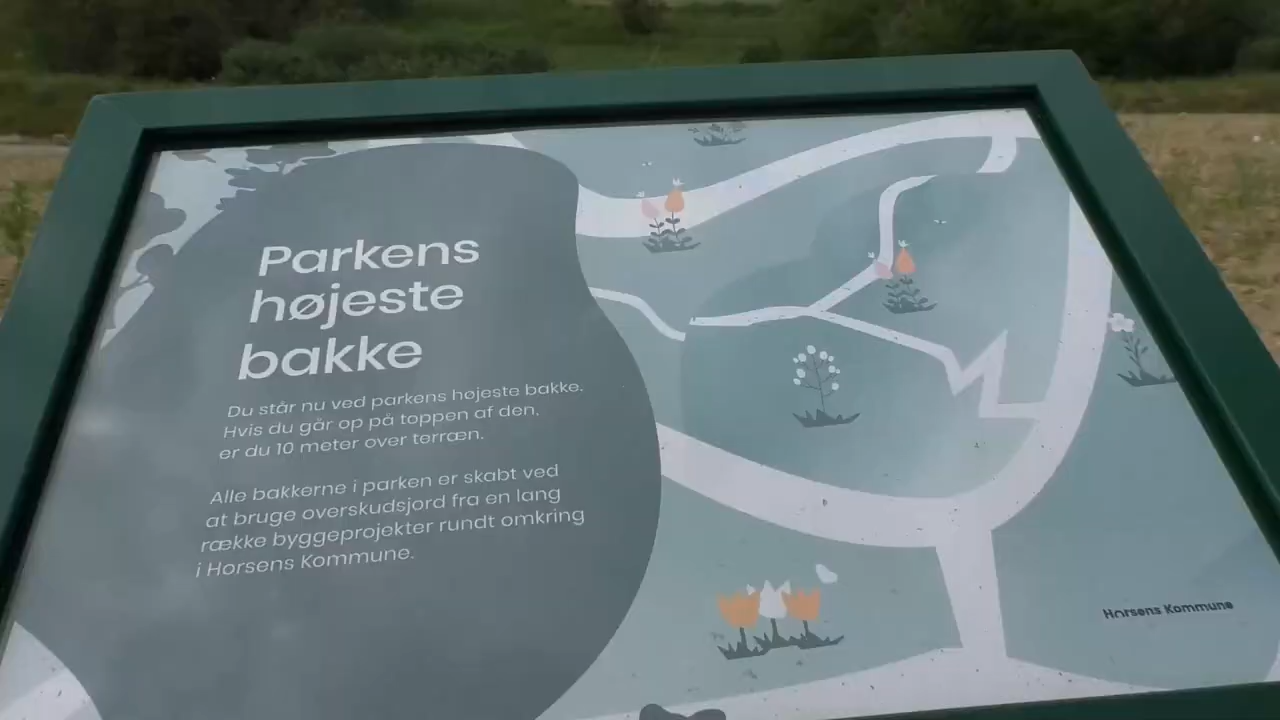 Parkens
højeste
bakke
Du står nu ved parkens højeste bakke.
Hvis du går op på toppen af den,
er du 10 meter over terræn.
Alle bakkerne i parken er skabt ved
at bruge overskudsjord fra en lang
række byggeprojekter rundt omkring
i Horsens Kommune.
Horsens Kommune